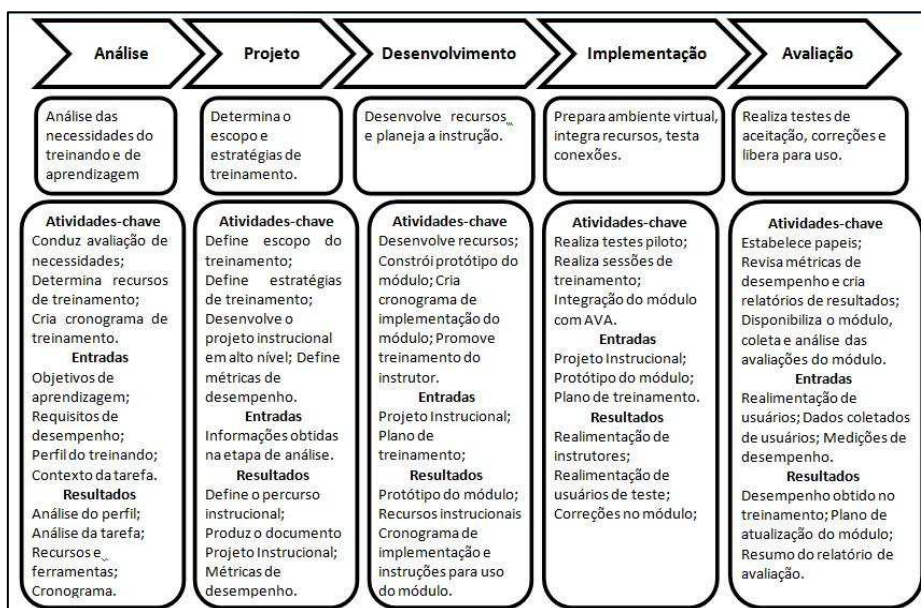 Análise
Projeto
Desenvolvimento
Implementação
Avaliação
Análise das
necessidades do
treinando e de
aprendizagem
Determina o
escopo e
estratégias de
treinamento.
Desenvolve recursos
e planeja a instrução.
Prepara ambiente virtual,
integra recursos, testa
conexões.
Realiza testes de
aceitação, correções e
libera para uso.
Atividades-chave
Conduz avaliação de
necessidades;
Determina recursos
de treinamento;
Cria cronograma de
treinamento.
Entradas
Objetivos de
aprendizagem;
Requisitos de
desempenho;
Perfil do treinando;
Contexto da tarefa.
Resultados
Análise do perfil;
Análise da tarefa;
Recursos e
ferramentas;
Cronograma.
Atividades-chave
Define escopo do
treinamento;
Define estratégias
de treinamento;
Desenvolve o
projeto instrucional
em alto nível; Define
métricas de
desempenho.
Entradas
Informações obtidas
na etapa de análise.
Resultados
Define o percurso
instrucional;
Produz o documento
Projeto Instrucional;
Métricas de
desempenho.
Atividades-chave
Desenvolve recursos;
Constrói protótipo do
módulo; Cria
cronograma de
implementação do
módulo; Promove
treinamento do
instrutor.
Entradas
Projeto Instrucional;
Plano de
treinamento;
Resultados
Protótipo do módulo;
Recursos instrucionais
Cronograma de
implementação e
instruções para uso
do módulo.
Atividades-chave
Realiza testes piloto;
Realiza sessões de
treinamento;
Integração do módulo
com AVA.
Entradas
Projeto Instrucional;
Protótipo do módulo;
Plano de treinamento.
Resultados
Realimentação de
instrutores;
Realimentação de
usuários de teste;
Correções no módulo;
Atividades-chave
Estabelece papeis;
Revisa métricas de
desempenho e cria
relatórios de resultados;
Disponibiliza o módulo,
coleta e análise das
avaliações do módulo.
Entradas
Realimentação de
usuários; Dados coletados
de usuários; Medições de
desempenho.
Resultados
Desempenho obtido no
treinamento; Plano de
atualização do módulo;
Resumo do relatório de
avaliação.